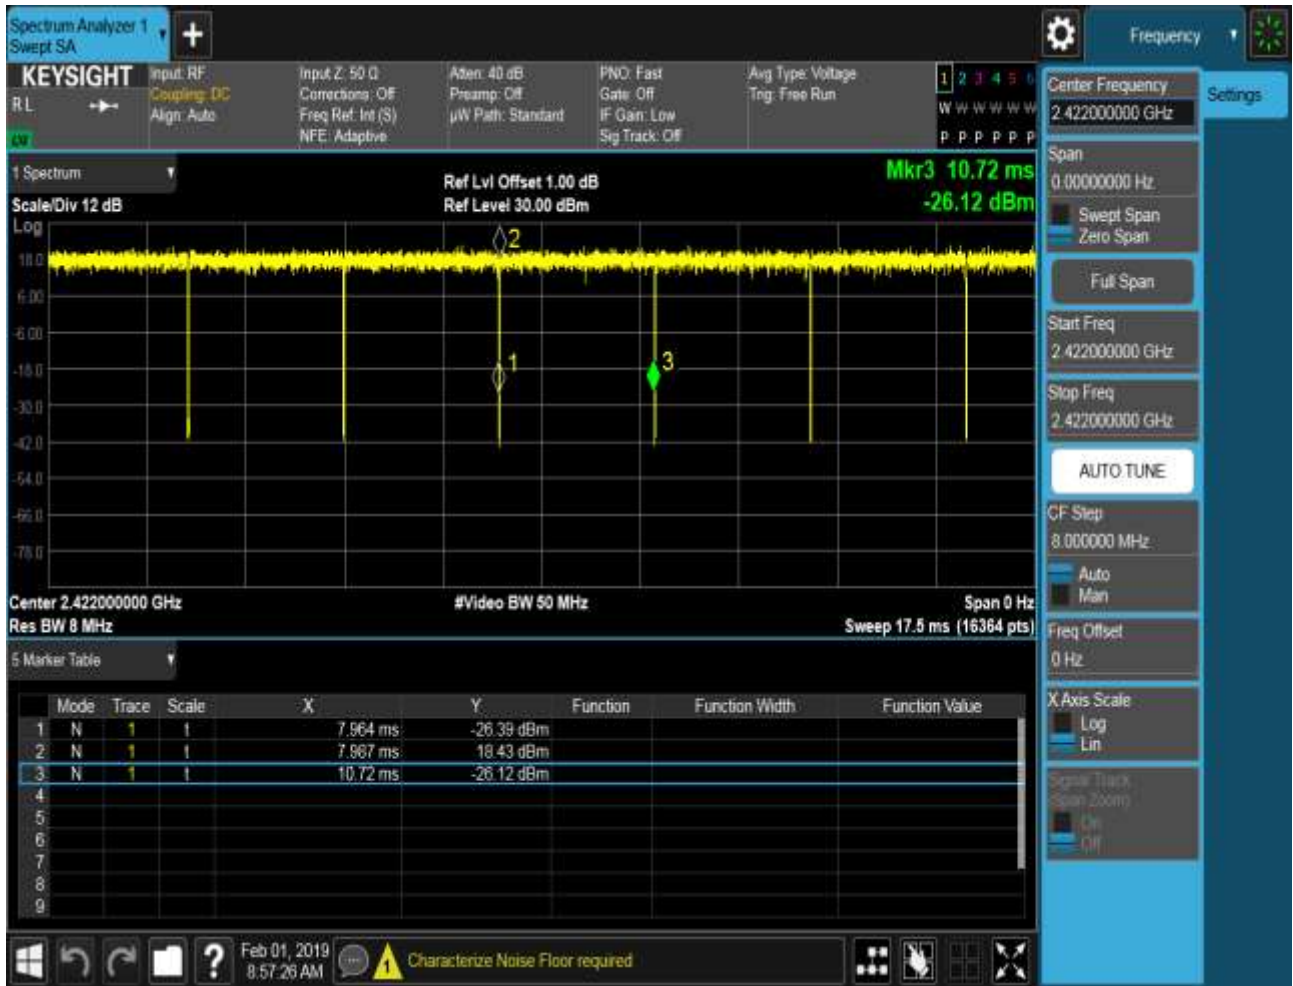 Spectrum Analyzer 1
Swept SA
Frequency
KEYSIGHT
RL
Input: RF
Coupling: DC
Align: Auto
Input Z: 50 Ω
Corrections: Off
Freq Ref: Int (S)
NFE: Adaptive
Atten: 40 dB
Preamp: Off
µW Path: Standard
PNO: Fast
Gate: Off
IF Gain: Low
Sig Track: Off
Avg Type: Voltage
Trig: Free Run
1 2 3 4 5 6
W W W W W W
P P P P P P
1 Spectrum
Scale/Div 12 dB
Ref Lvl Offset 1.00 dB
Ref Level 30.00 dBm
Mkr3 10.72 ms
-26.12 dBm
Log
18.0
6.00
-6.00
-18.0
-30.0
-42.0
-54.0
-66.0
-78.0
2
1
3
Center 2.422000000 GHz
#Video BW 50 MHz
Span 0 Hz
Res BW 8 MHz
Sweep 17.5 ms (16364 pts)
5 Marker Table
Mode Trace Scale X Y Function Function Width Function Value
1 N 1 t 7.964 ms -26.39 dBm
2 N 1 t 7.987 ms 18.43 dBm
3 N 1 t 10.72 ms -26.12 dBm
4
5
6
7
8
9
Center Frequency
2.422000000 GHz
Settings
Span
0.00000000 Hz
Swept Span
Zero Span
Full Span
Start Freq
2.422000000 GHz
Stop Freq
2.422000000 GHz
AUTO TUNE
CF Step
8.000000 MHz
Auto
Man
Freq Offset
0 Hz
X Axis Scale
Log
Lin
Signal Track
(Span Zoom)
On
Off
?
Feb 01, 2019
8:57:26 AM
1
Characterize Noise Floor required